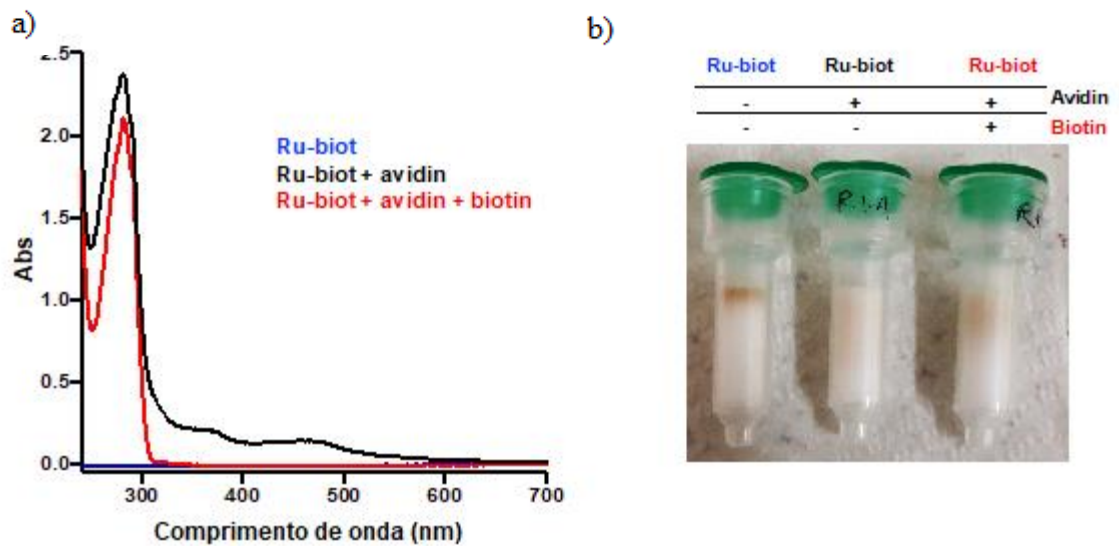 a)
2.5
2.0
1.5
1.0
0.5
0.0
Abs
Ru-biot
Ru-biot + avidin
Ru-biot + avidin + biotin
300 400 500 600 700
Comprimento de onda (nm)
b)
Ru-biot Ru-biot Ru-biot
- + + Avidin
- - + Biotin